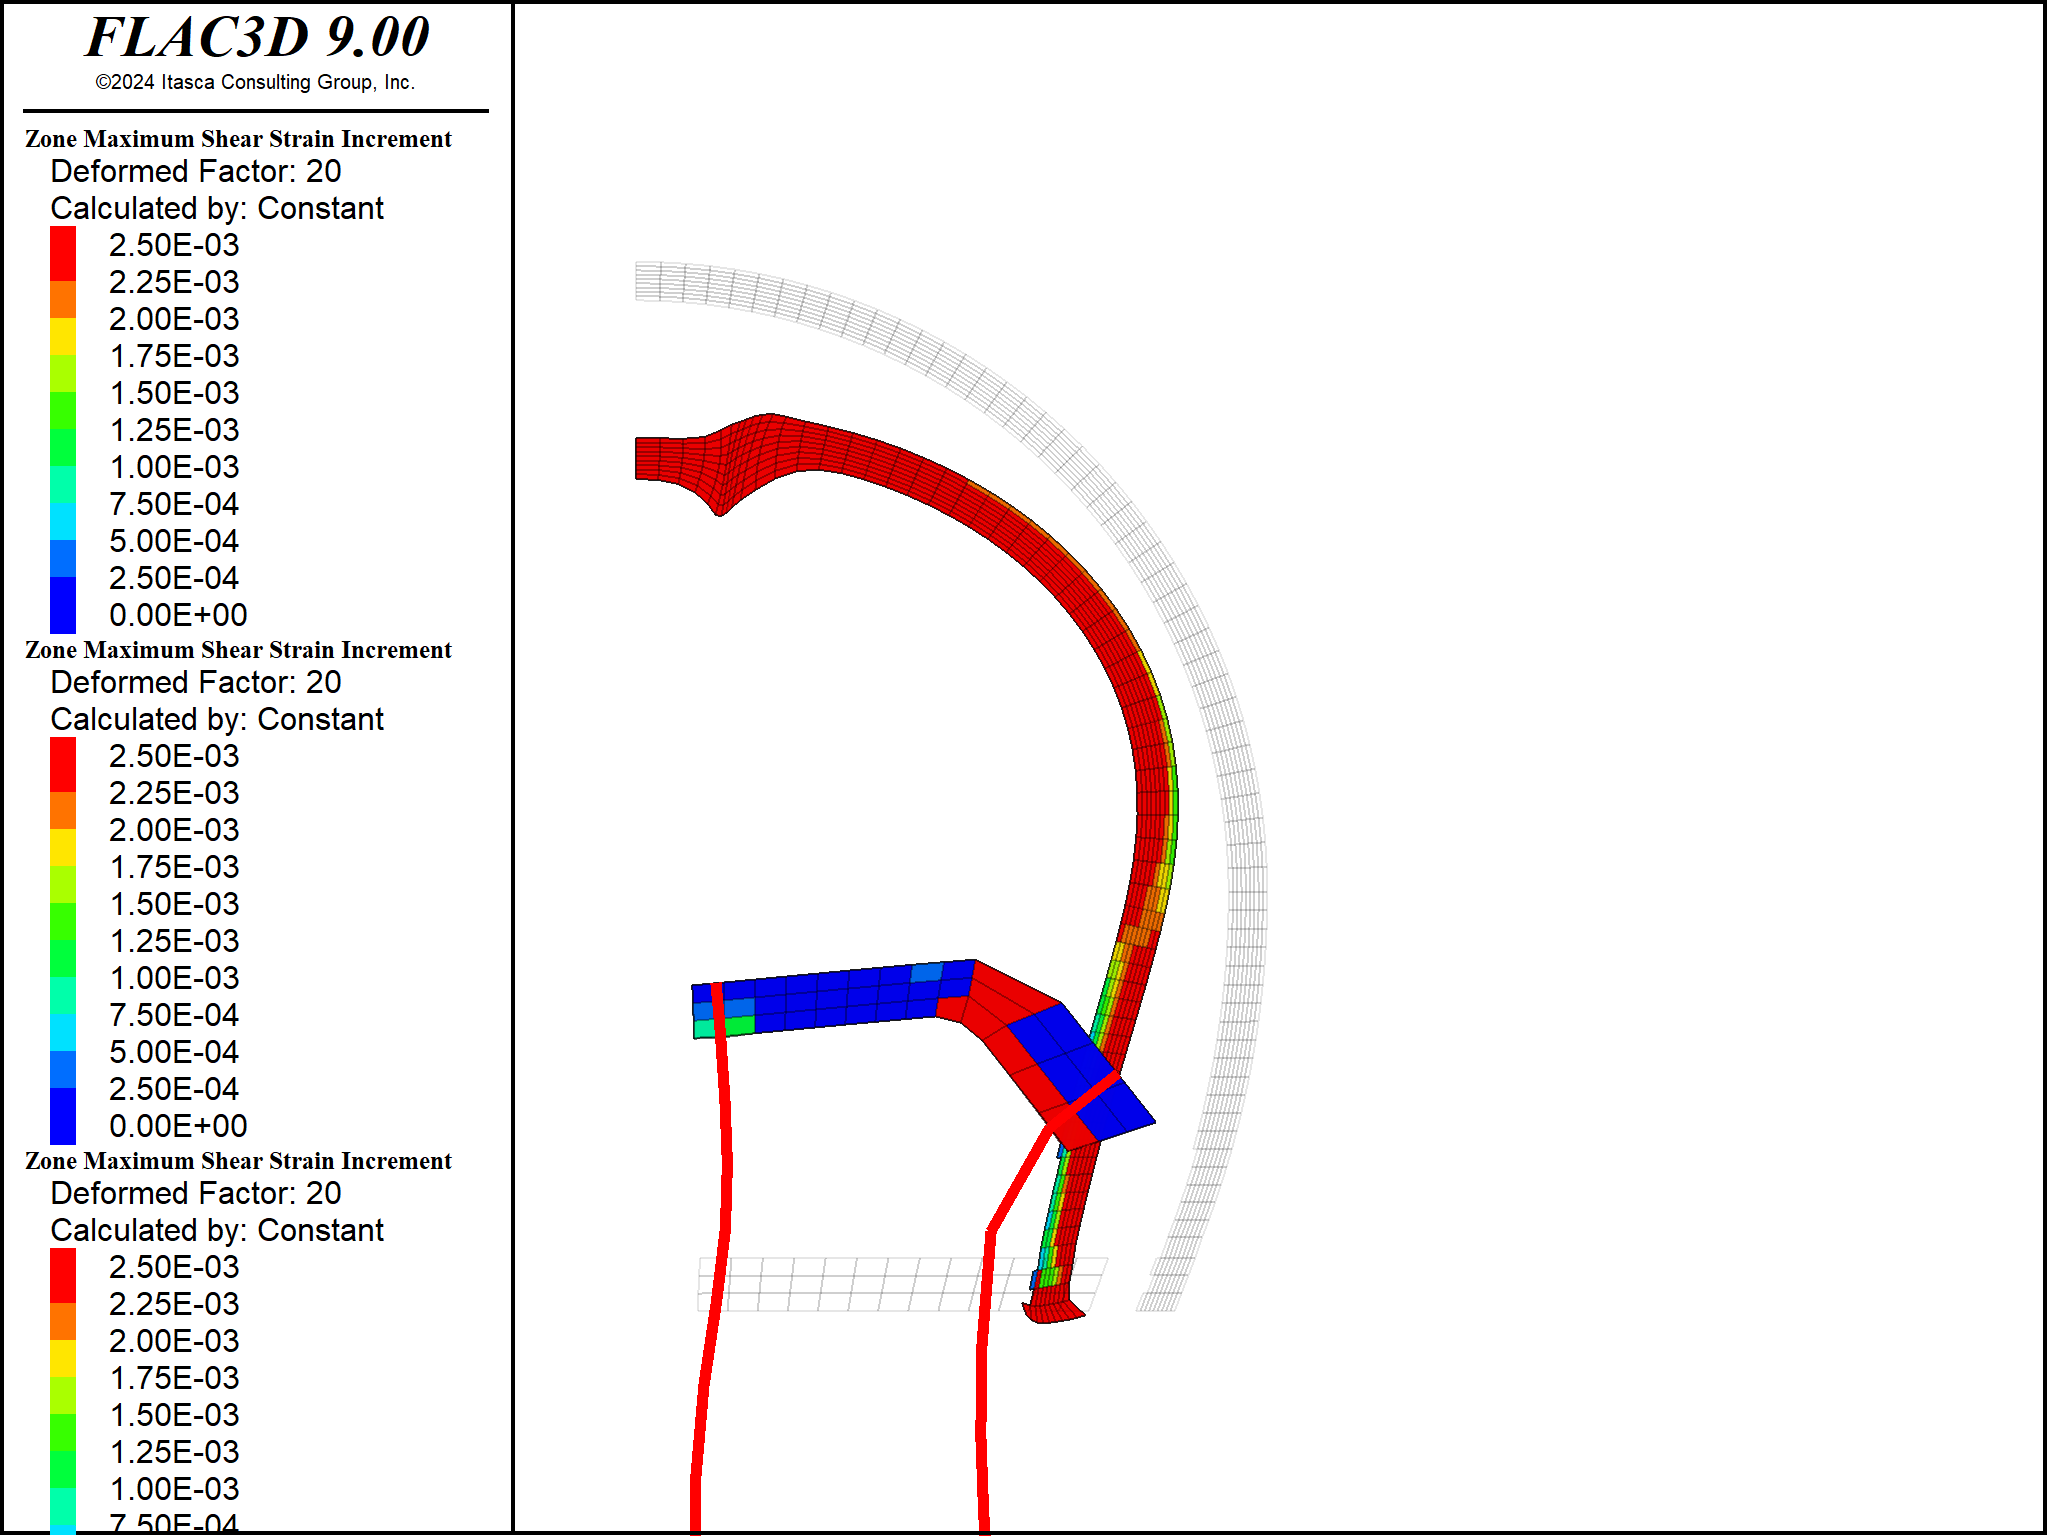 FLAC3D 9.00
©2024 Itasca Consulting Group, Inc.
Zone Maximum Shear Strain Increment
Deformed Factor: 20
Calculated by: Constant
2.50E-03
2.25E-03
2.00E-03
1.75E-03
1.50E-03
1.25E-03
1.00E-03
7.50E-04
5.00E-04
2.50E-04
0.00E+00
Zone Maximum Shear Strain Increment
Deformed Factor: 20
Calculated by: Constant
2.50E-03
2.25E-03
2.00E-03
1.75E-03
1.50E-03
1.25E-03
1.00E-03
7.50E-04
5.00E-04
2.50E-04
0.00E+00
Zone Maximum Shear Strain Increment
Deformed Factor: 20
Calculated by: Constant
2.50E-03
2.25E-03
2.00E-03
1.75E-03
1.50E-03
1.25E-03
1.00E-03
7.50E-04